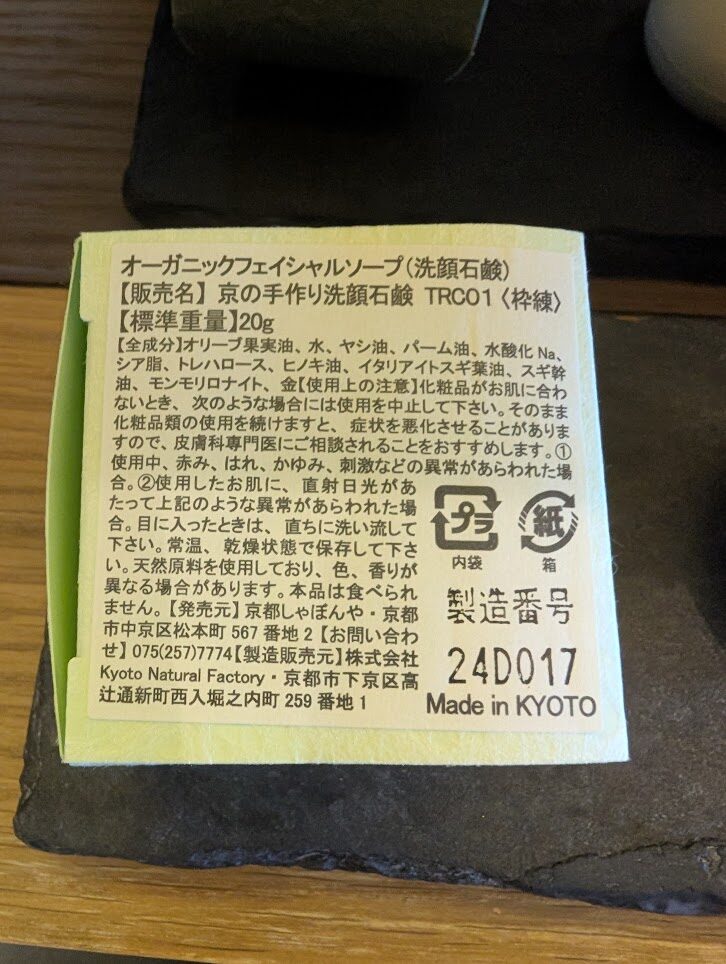 オーガニックフェイシャルソープ(洗顔石鹸)
【販売名】京の手作り洗顔石鹸 TRC01〈枠練〉
【標準重量】20g
【全成分】オリーブ果実油、水、ヤシ油、パーム油、水酸化Na、
シア脂、トレハロース、ヒノキ油、イタリアイトスギ葉油、スギ幹
油、モンモリロナイト、金【使用上の注意】化粧品がお肌に合わ
ないとき、次のような場合には使用を中止して下さい。そのまま
化粧品類の使用を続けますと、症状を悪化させることがありま
すので、皮膚科専門医にご相談されることをおすすめします。①
使用中、赤み、はれ、かゆみ、刺激などの異常があらわれた場
合。②使用したお肌に、直射日光があ
たって上記のような異常があらわれた場
合。目に入ったときは、直ちに洗い流して
下さい。常温、乾燥状態で保存して下さ
い。天然原料を使用しており、色、香りが
異なる場合があります。本品は食べられ
ません。【発売元】京都しゃぼんや・京都
市中京区松本町 567 番地 2【お問い合わ
せ】075(257)7774【製造販売元】株式会社
Kyoto Natural Factory・京都市下京区高
辻通新町西入堀之内町 259 番地 1
プラ
内袋
紙
箱
製造番号
24D017
Made in KYOTO